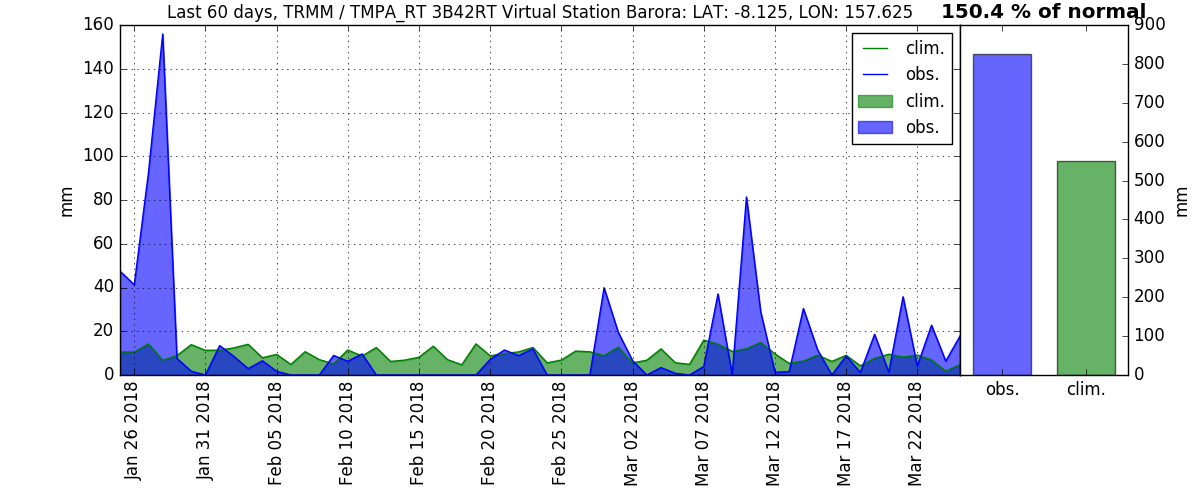 Last 60 days, TRMM / TMPA_RT 3B42RT Virtual Station Barora: LAT: -8.125, LON: 157.625
150.4 % of normal
mm
160
140
120
100
80
60
40
20
0
clim.
obs.
clim.
obs.
Jan 26 2018
Jan 31 2018
Feb 05 2018
Feb 10 2018
Feb 15 2018
Feb 20 2018
Feb 25 2018
Mar 02 2018
Mar 07 2018
Mar 12 2018
Mar 17 2018
Mar 22 2018
obs.
clim.
900
800
700
600
500
400
300
200
100
0
mm